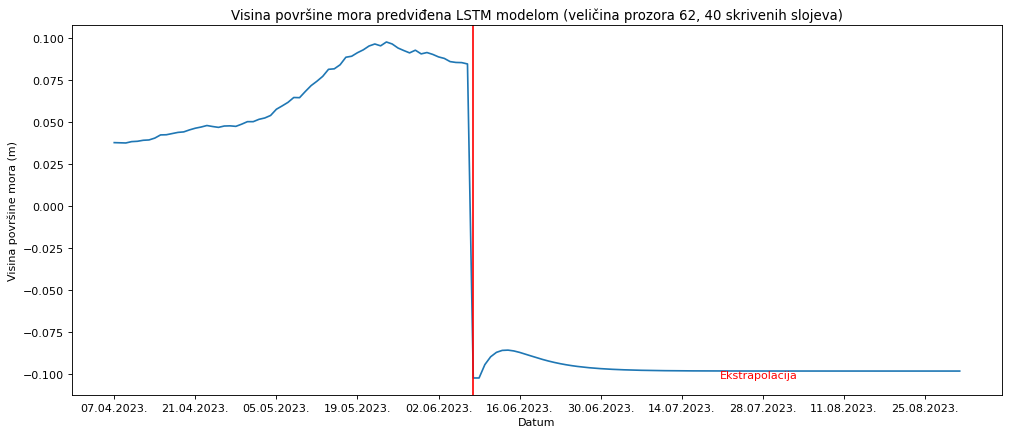 Visina površine mora predviđena LSTM modelom (veličina prozora 62, 40 skrivenih slojeva)
Visina površine mora (m)
0.100
0.075
0.050
0.025
0.000
−0.025
−0.050
−0.075
−0.100
Ekstrapolacija
07.04.2023. 21.04.2023. 05.05.2023. 19.05.2023. 02.06.2023. 16.06.2023. 30.06.2023. 14.07.2023. 28.07.2023. 11.08.2023. 25.08.2023.
Datum